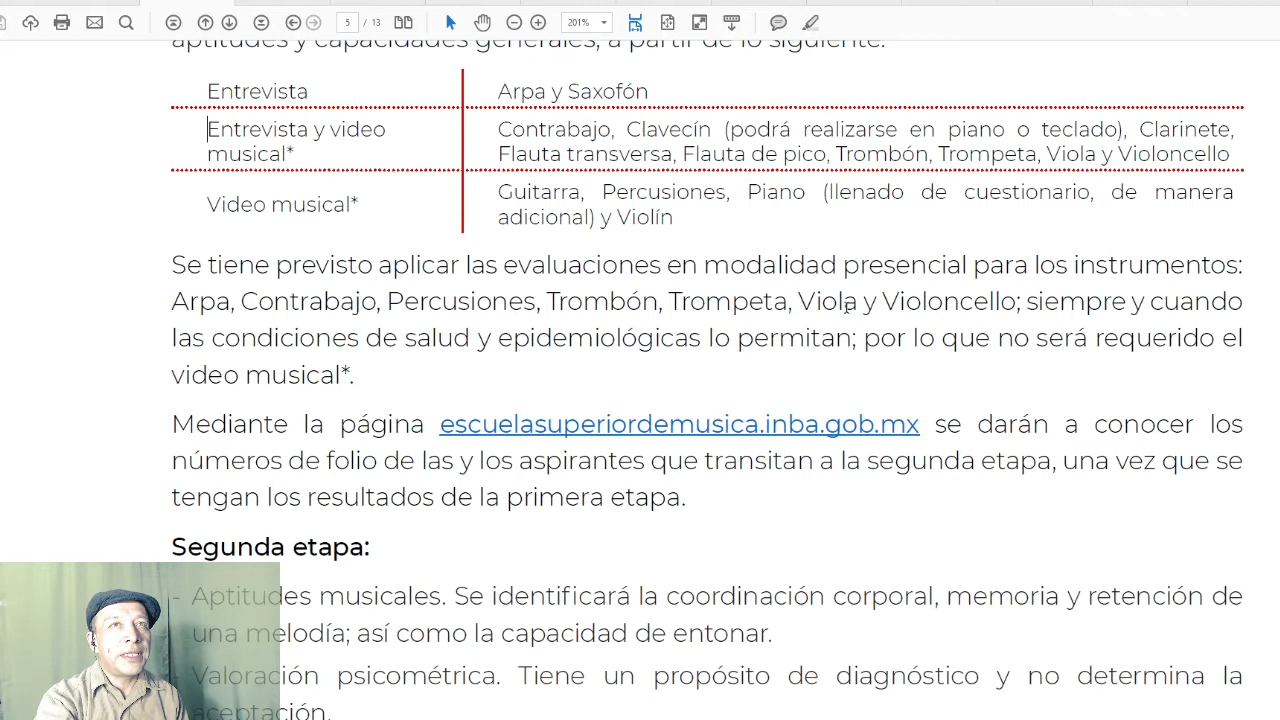 5 / 13
201%
aptitudes y capacidades generales, a partir de lo siguiente:
Entrevista
Arpa y Saxofón
Entrevista y video
musical*
Contrabajo, Clavecín (podrá realizarse en piano o teclado), Clarinete,
Flauta transversa, Flauta de pico, Trombón, Trompeta, Viola y Violoncello
Video musical*
Guitarra, Percusiones, Piano (llenado de cuestionario, de manera
adicional) y Violín
Se tiene previsto aplicar las evaluaciones en modalidad presencial para los instrumentos:
Arpa, Contrabajo, Percusiones, Trombón, Trompeta, Viola y Violoncello; siempre y cuando
las condiciones de salud y epidemiológicas lo permitan; por lo que no será requerido el
video musical*.
Mediante la página escuelasuperiordemusica.inba.gob.mx se darán a conocer los
números de folio de las y los aspirantes que transitan a la segunda etapa, una vez que se
tengan los resultados de la primera etapa.
Segunda etapa:
- Aptitudes musicales. Se identificará la coordinación corporal, memoria y retención de
una melodía; así como la capacidad de entonar.
- Valoración psicométrica. Tiene un propósito de diagnóstico y no determina la
aceptación.